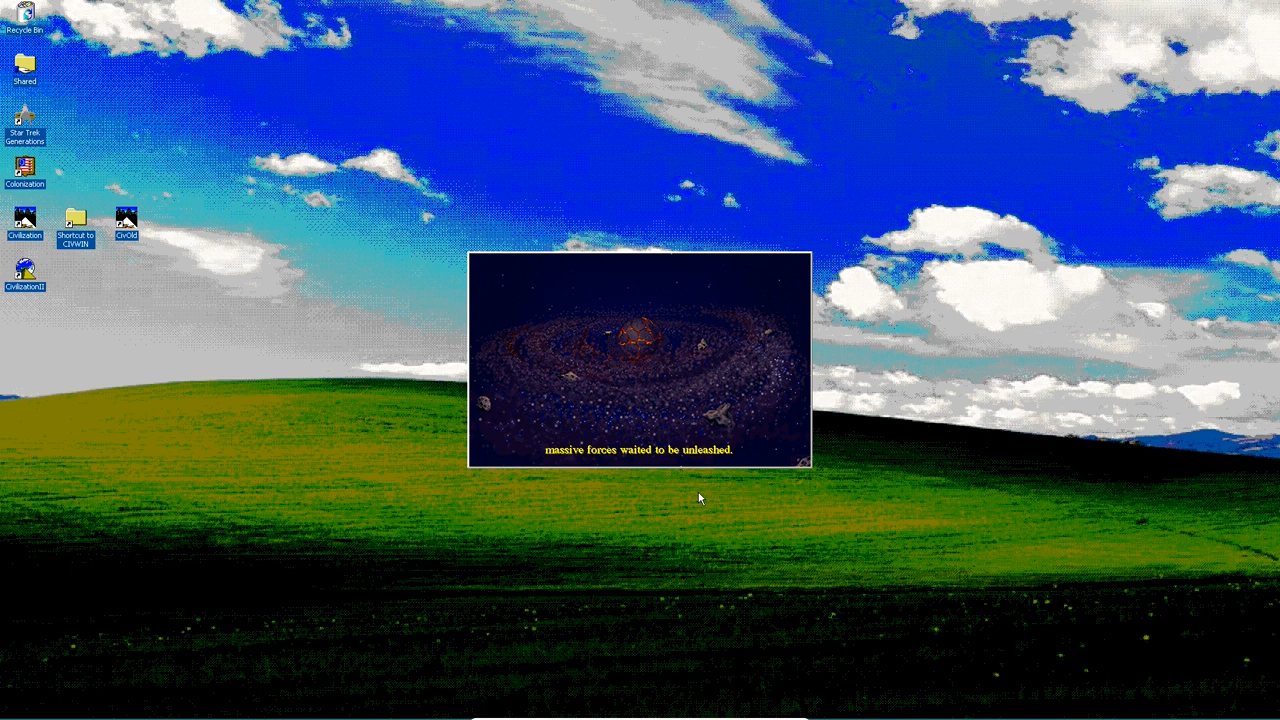 Recycle Bin
Shared
Star Trek
Generations
Colonization
Civilization
Shortcut to
CIVWIN
CivOld
CivilizationII
massive forces waited to be unleashed.